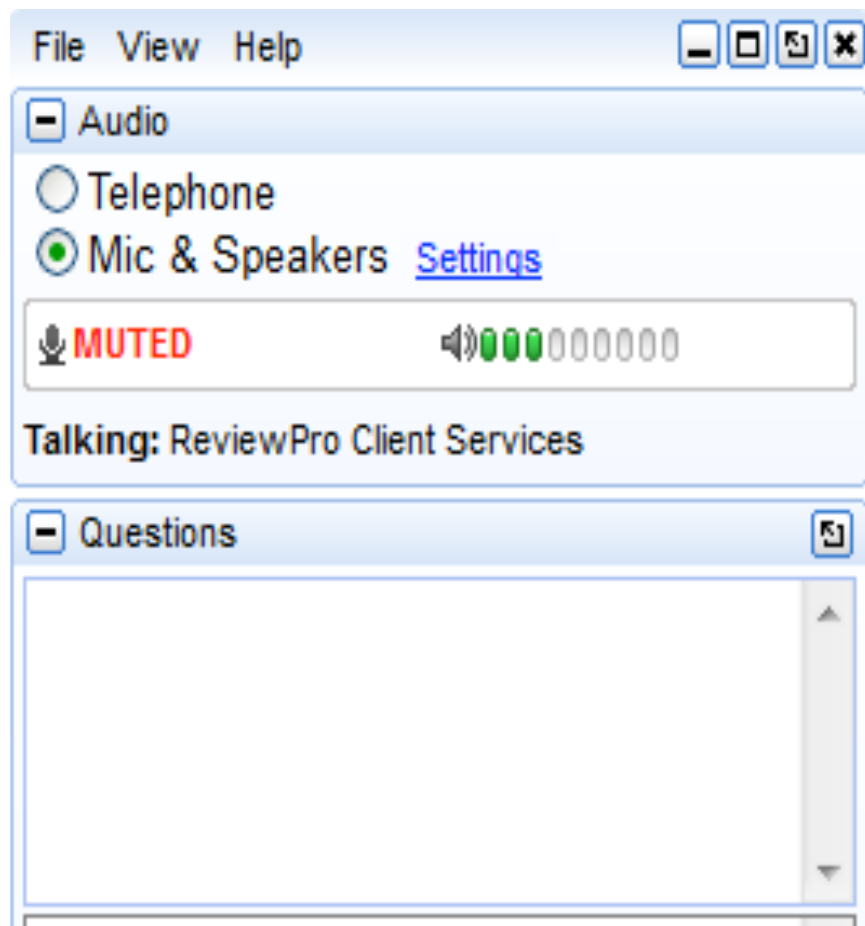 File View Help
Audio
Telephone
Mic & Speakers Settings
MUTED
Talking: ReviewPro Client Services
Questions